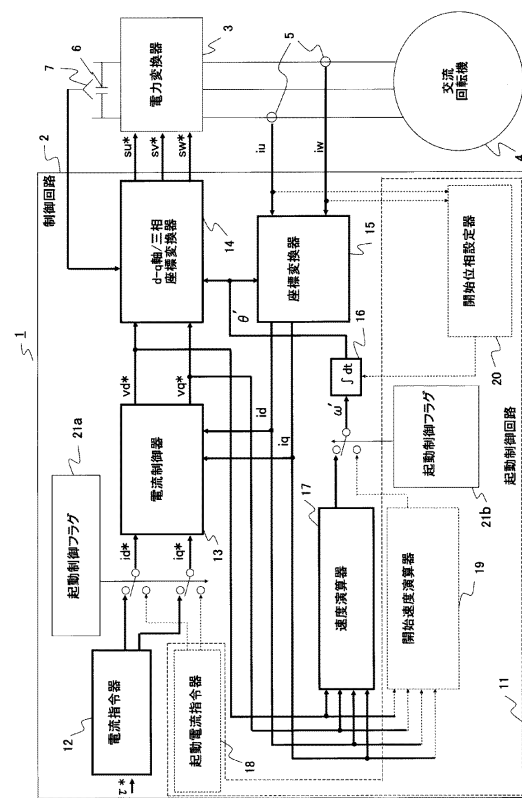 1
2
制御回路
21a
起動制御フラグ
τ*
12
電流指令器
id*
iq*
13
電流制御器
vd*
vq*
14
d-q軸/三相
座標変換器
su*
sv*
sw*
7
6
3
電力変換器
5
iu
iw
4
交流
回転機
18
起動電流指令器
id
iq
15
座標変換器
θ'
16
∫ dt
ω'
17
速度演算器
19
開始速度演算器
21b
起動制御フラグ
20
開始位相設定器
起動制御回路
11